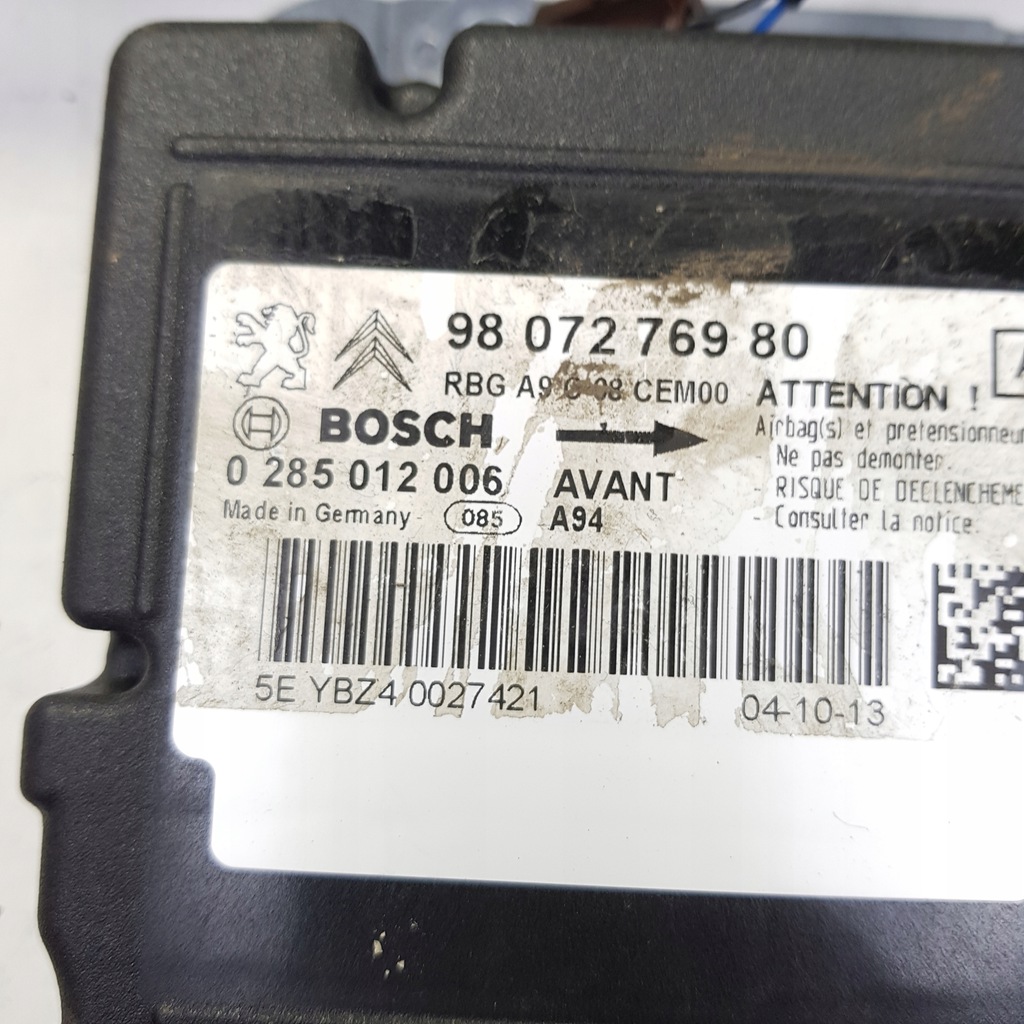 98 072 769 80
RBG CEM00
BOSCH
0 285 012 006
AVANT
Made in Germany 085 A94
ATTENTION !
Airbag(s) et pretensionneur
Ne pas demonter.
- RISQUE DE DECLENCHEME
- Consulter la notice.
5E YBZ4 0027421
04-10-13